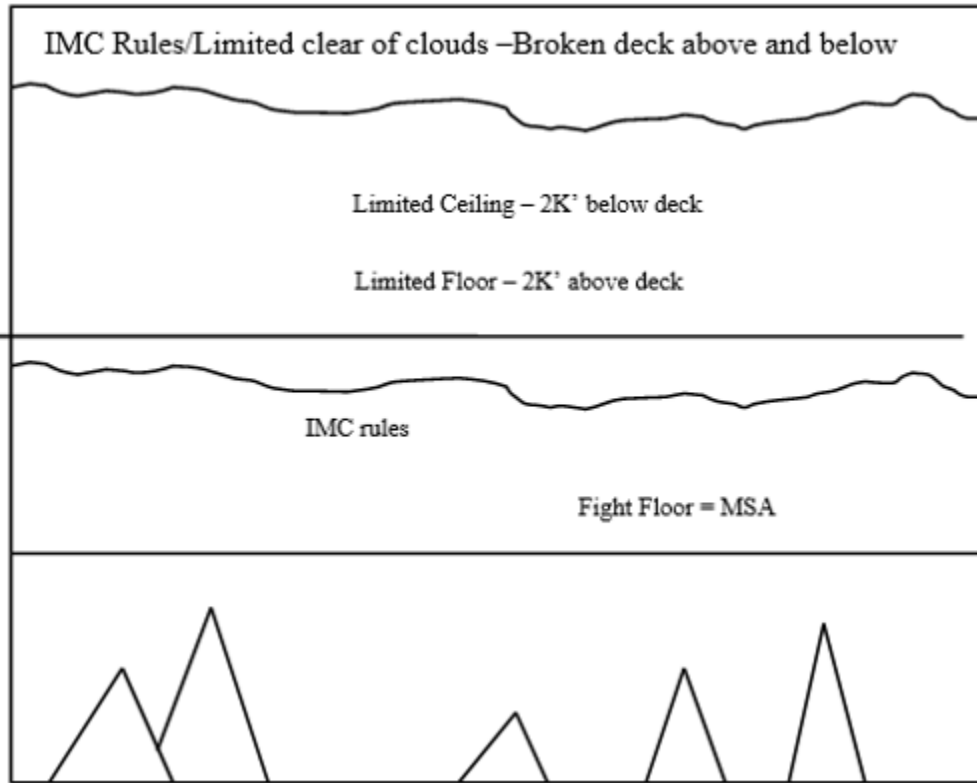 IMC Rules/Limited clear of clouds –Broken deck above and below
Limited Ceiling – 2K’ below deck
Limited Floor – 2K’ above deck
IMC rules
Fight Floor = MSA